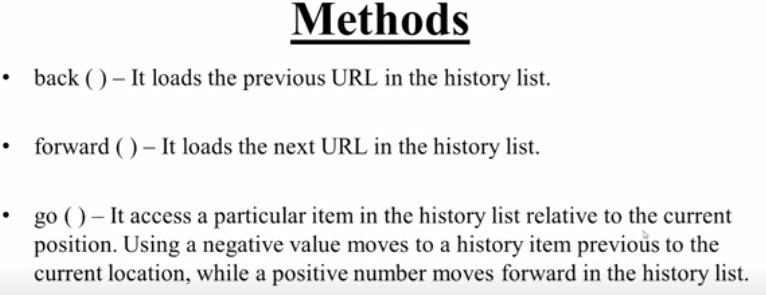 Methods
• back ( ) – It loads the previous URL in the history list.
• forward ( ) – It loads the next URL in the history list.
• go ( ) – It access a particular item in the history list relative to the current
position. Using a negative value moves to a history item previous to the
current location, while a positive number moves forward in the history list.